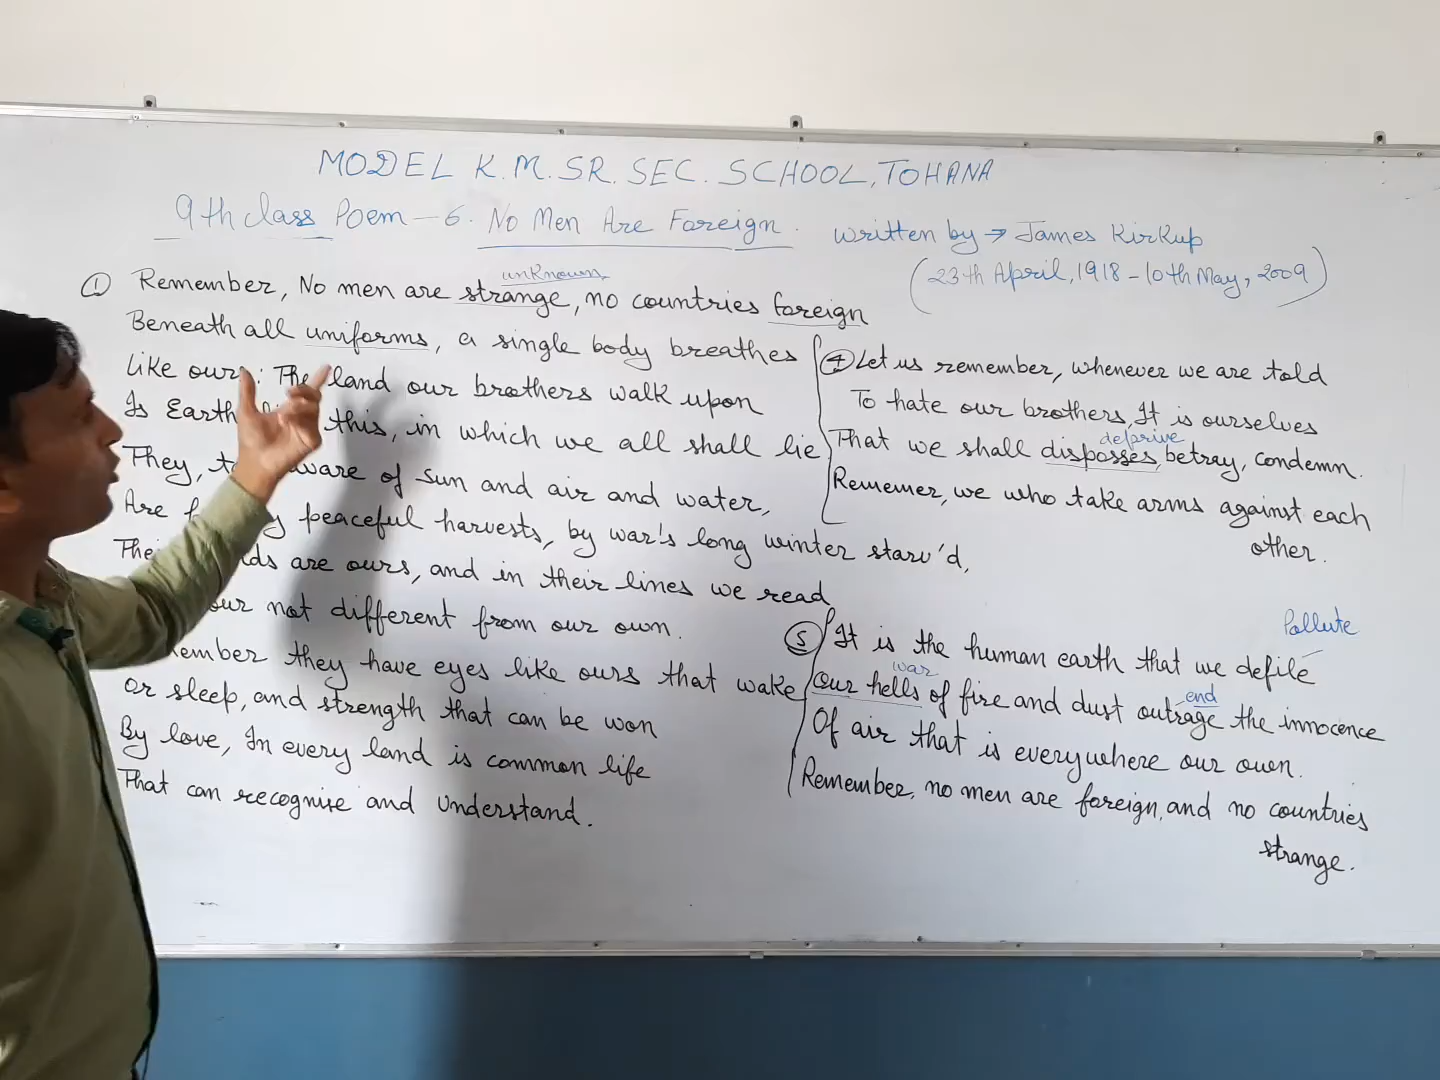 MODEL K.M. SR. SEC. SCHOOL, TOHANA
9th class Poem - 6. No Men Are Foreign. written by → James Kirkup
(23th April, 1918 - 10th May, 2009)
unknown
① Remember, No men are strange, no countries foreign
Beneath all uniforms, a single body breathes
Like ours: The land our brothers walk upon
Is Earth this, in which we all shall lie
They, aware of sun and air and water,
Are peaceful harvests, by war's long winter starv'd,
are ours, and in their lines we read
not different from our own.
they have eyes like ours that wake
or sleep, and strength that can be won
By love, In every land is common life
That can recognise and understand.
④ Let us remember, whenever we are told
To hate our brothers, It is ourselves
deprive
That we shall disposses, betray, condemn.
Rememer, we who take arms against each
other.
Pollute
⑤ It is the human earth that we defile
war
end
our hells of fire and dust outrage the innocence
Of air that is everywhere our own.
Remember, no men are foreign, and no countries
strange.